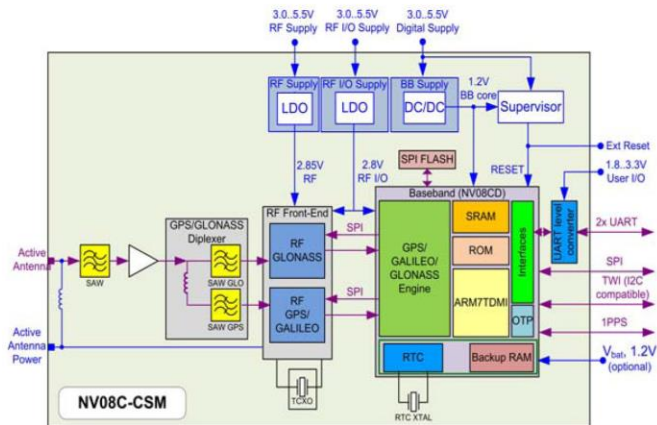 3.0..5.5V
RF Supply
3.0..5.5V
RF I/O Supply
3.0..5.5V
Digital Supply
RF Supply
LDO
RF I/O Supply
LDO
BB Supply
DC/DC
1.2V
BB core
Supervisor
Ext Reset
RESET
1.8...3.3V
User I/O
2.85V
RF
2.8V
RF I/O
SPI FLASH
Baseband (NV08CD)
RF Front-End
GPS/GLONASS
Diplexer
Active
Antenna
SAW
SAW GLO
SAW GPS
RF
GLONASS
RF
GPS/
GALILEO
SPI
SPI
GPS/
GALILEO/
GLONASS
Engine
SRAM
ROM
ARM7TDMI
Interfaces
OTP
UART level
converter
2x UART
SPI
TWI (I2C
compatible)
1PPS
RTC
Backup RAM
Vbat, 1.2V
(optional)
Active
Antenna
Power
TCXO
RTC XTAL
NV08C-CSM